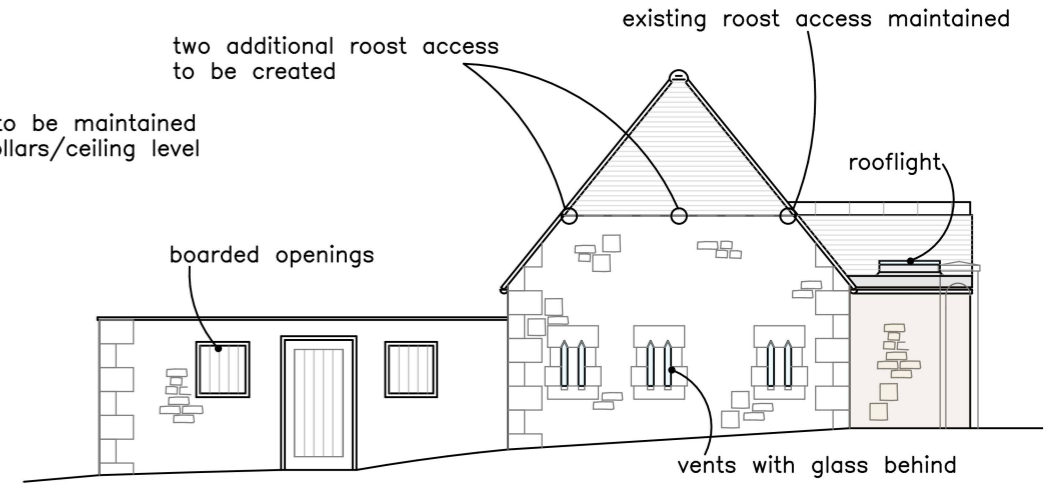 existing roost access maintained
two additional roost access
to be created
to be maintained
ollars/ceiling level
rooflight
boarded openings
vents with glass behind